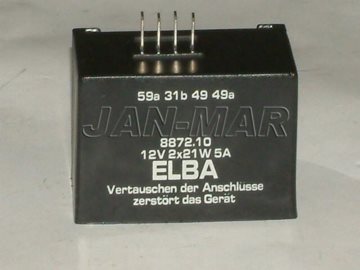 59a 31b 49 49a
JAN-MAR
8872.10
12V 2x21W 5A
ELBA
Vertauschen der Anschlüsse
zerstört das Gerät